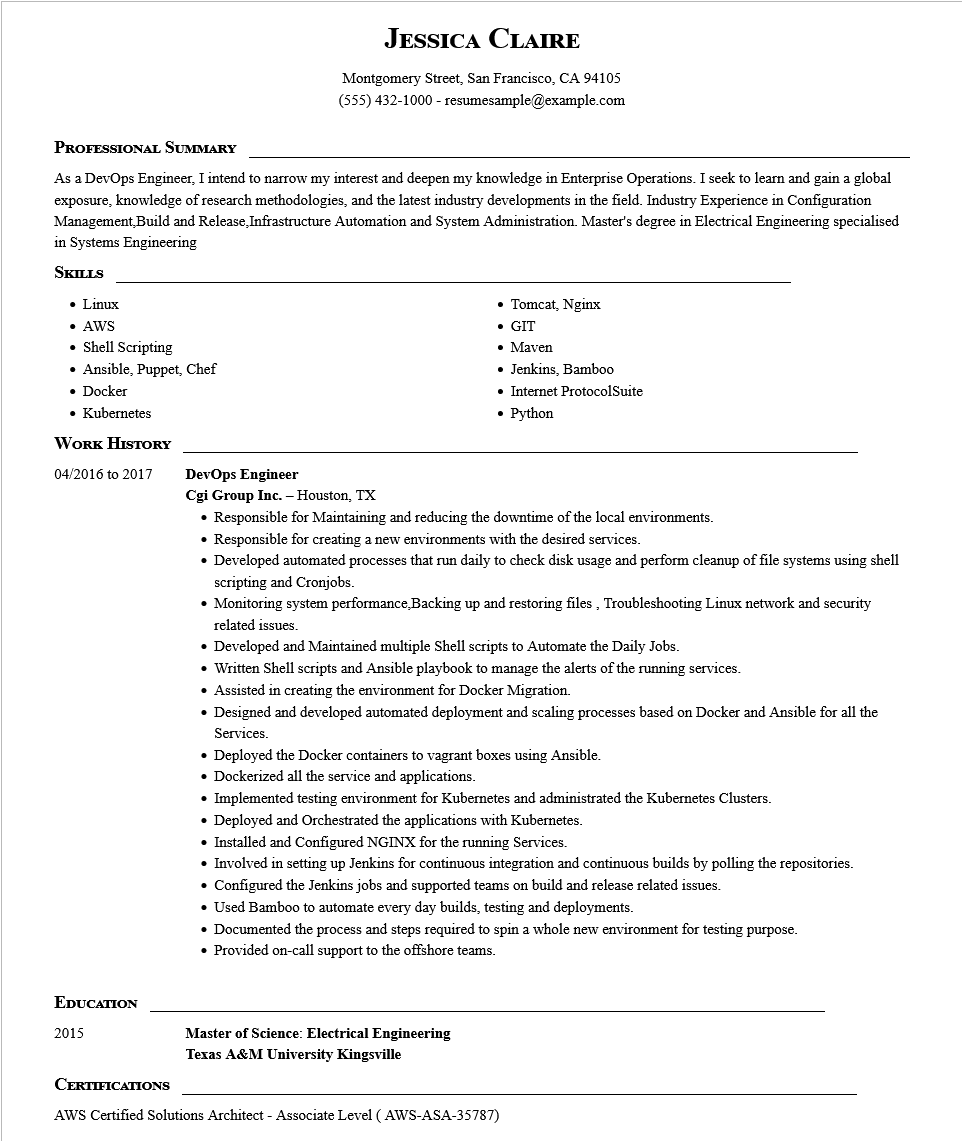 Jessica Claire
Montgomery Street, San Francisco, CA 94105
(555) 432-1000 - resumesample@example.com
Professional Summary
As a DevOps Engineer, I intend to narrow my interest and deepen my knowledge in Enterprise Operations. I seek to learn and gain a global
exposure, knowledge of research methodologies, and the latest industry developments in the field. Industry Experience in Configuration
Management,Build and Release,Infrastructure Automation and System Administration. Master's degree in Electrical Engineering specialised
in Systems Engineering
Skills
• Linux
• AWS
• Shell Scripting
• Ansible, Puppet, Chef
• Docker
• Kubernetes
• Tomcat, Nginx
• GIT
• Maven
• Jenkins, Bamboo
• Internet ProtocolSuite
• Python
Work History
04/2016 to 2017 DevOps Engineer
Cgi Group Inc. – Houston, TX
• Responsible for Maintaining and reducing the downtime of the local environments.
• Responsible for creating a new environments with the desired services.
• Developed automated processes that run daily to check disk usage and perform cleanup of file systems using shell
scripting and Cronjobs.
• Monitoring system performance,Backing up and restoring files , Troubleshooting Linux network and security
related issues.
• Developed and Maintained multiple Shell scripts to Automate the Daily Jobs.
• Written Shell scripts and Ansible playbook to manage the alerts of the running services.
• Assisted in creating the environment for Docker Migration.
• Designed and developed automated deployment and scaling processes based on Docker and Ansible for all the
Services.
• Deployed the Docker containers to vagrant boxes using Ansible.
• Dockerized all the service and applications.
• Implemented testing environment for Kubernetes and administrated the Kubernetes Clusters.
• Deployed and Orchestrated the applications with Kubernetes.
• Installed and Configured NGINX for the running Services.
• Involved in setting up Jenkins for continuous integration and continuous builds by polling the repositories.
• Configured the Jenkins jobs and supported teams on build and release related issues.
• Used Bamboo to automate every day builds, testing and deployments.
• Documented the process and steps required to spin a whole new environment for testing purpose.
• Provided on-call support to the offshore teams.
Education
2015 Master of Science: Electrical Engineering
Texas A&M University Kingsville
Certifications
AWS Certified Solutions Architect - Associate Level ( AWS-ASA-35787)